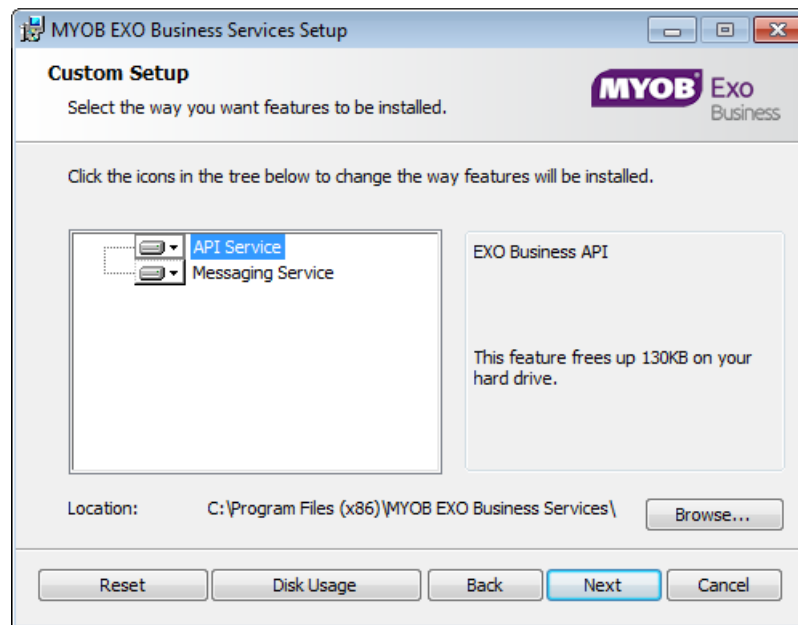 MYOB EXO Business Services Setup
Custom Setup
Select the way you want features to be installed.
MYOB Exo
Business
Click the icons in the tree below to change the way features will be installed.
API Service
Messaging Service
EXO Business API
This feature frees up 130KB on your
hard drive.
Location: C:\Program Files (x86)\MYOB EXO Business Services\ Browse...
Reset Disk Usage Back Next Cancel